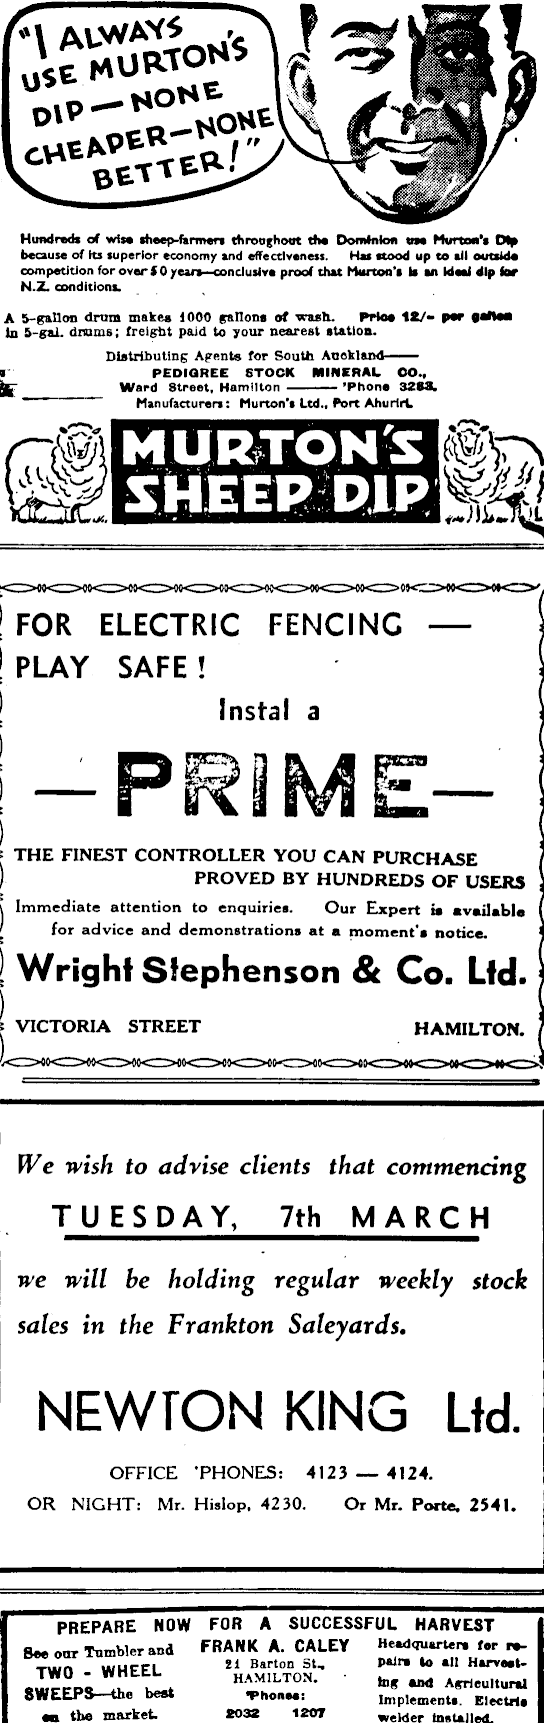 "I ALWAYS
USE MURTON'S
DIP — NONE
CHEAPER — NONE
BETTER!"
Hundreds of wise sheep-farmers throughout the Dominion use Murton's Dip
because of its superior economy and effectiveness. Has stood up to all outside
competition for over 50 years—conclusive proof that Murton's is an ideal dip for
N.Z. conditions.
A 5-gallon drum makes 1000 gallons of wash. Price 12/- per gallon
in 5-gal. drums; freight paid to your nearest station.
Distributing Agents for South Auckland——
PEDIGREE STOCK MINERAL CO.,
Ward Street, Hamilton ——— 'Phone 3283.
Manufacturers: Murton's Ltd., Port Ahuriri.
MURTON'S
SHEEP DIP
FOR ELECTRIC FENCING —
PLAY SAFE!
Instal a
— PRIME —
THE FINEST CONTROLLER YOU CAN PURCHASE
PROVED BY HUNDREDS OF USERS
Immediate attention to enquiries. Our Expert is available
for advice and demonstrations at a moment's notice.
Wright Stephenson & Co. Ltd.
VICTORIA STREET HAMILTON.
We wish to advise clients that commencing
TUESDAY, 7th MARCH
we will be holding regular weekly stock
sales in the Frankton Saleyards.
NEWTON KING Ltd.
OFFICE 'PHONES: 4123 — 4124.
OR NIGHT: Mr. Hislop, 4230. Or Mr. Porte, 2541.
PREPARE NOW FOR A SUCCESSFUL HARVEST
See our Tumbler and
TWO - WHEEL
SWEEPS—the best
on the market.
FRANK A. CALEY
21 Barton St.,
HAMILTON.
'Phones:
2032 1207
Headquarters for re-
pairs to all Harvest-
ing and Agricultural
Implements. Electric
welder installed.